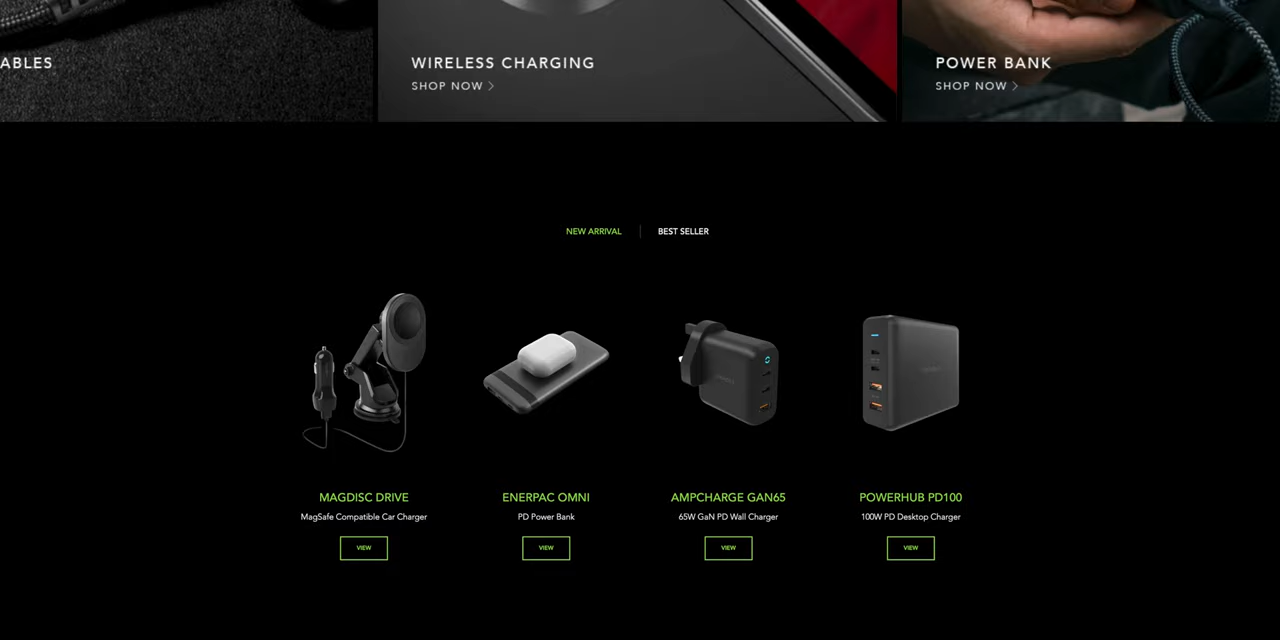 ABLES
WIRELESS CHARGING
SHOP NOW
POWER BANK
SHOP NOW
NEW ARRIVAL
BEST SELLER
MAGDISC DRIVE
MagSafe Compatible Car Charger
VIEW
ENERPAC OMNI
PD Power Bank
VIEW
AMPCHARGE GAN65
65W GaN PD Wall Charger
VIEW
POWERHUB PD100
100W PD Desktop Charger
VIEW